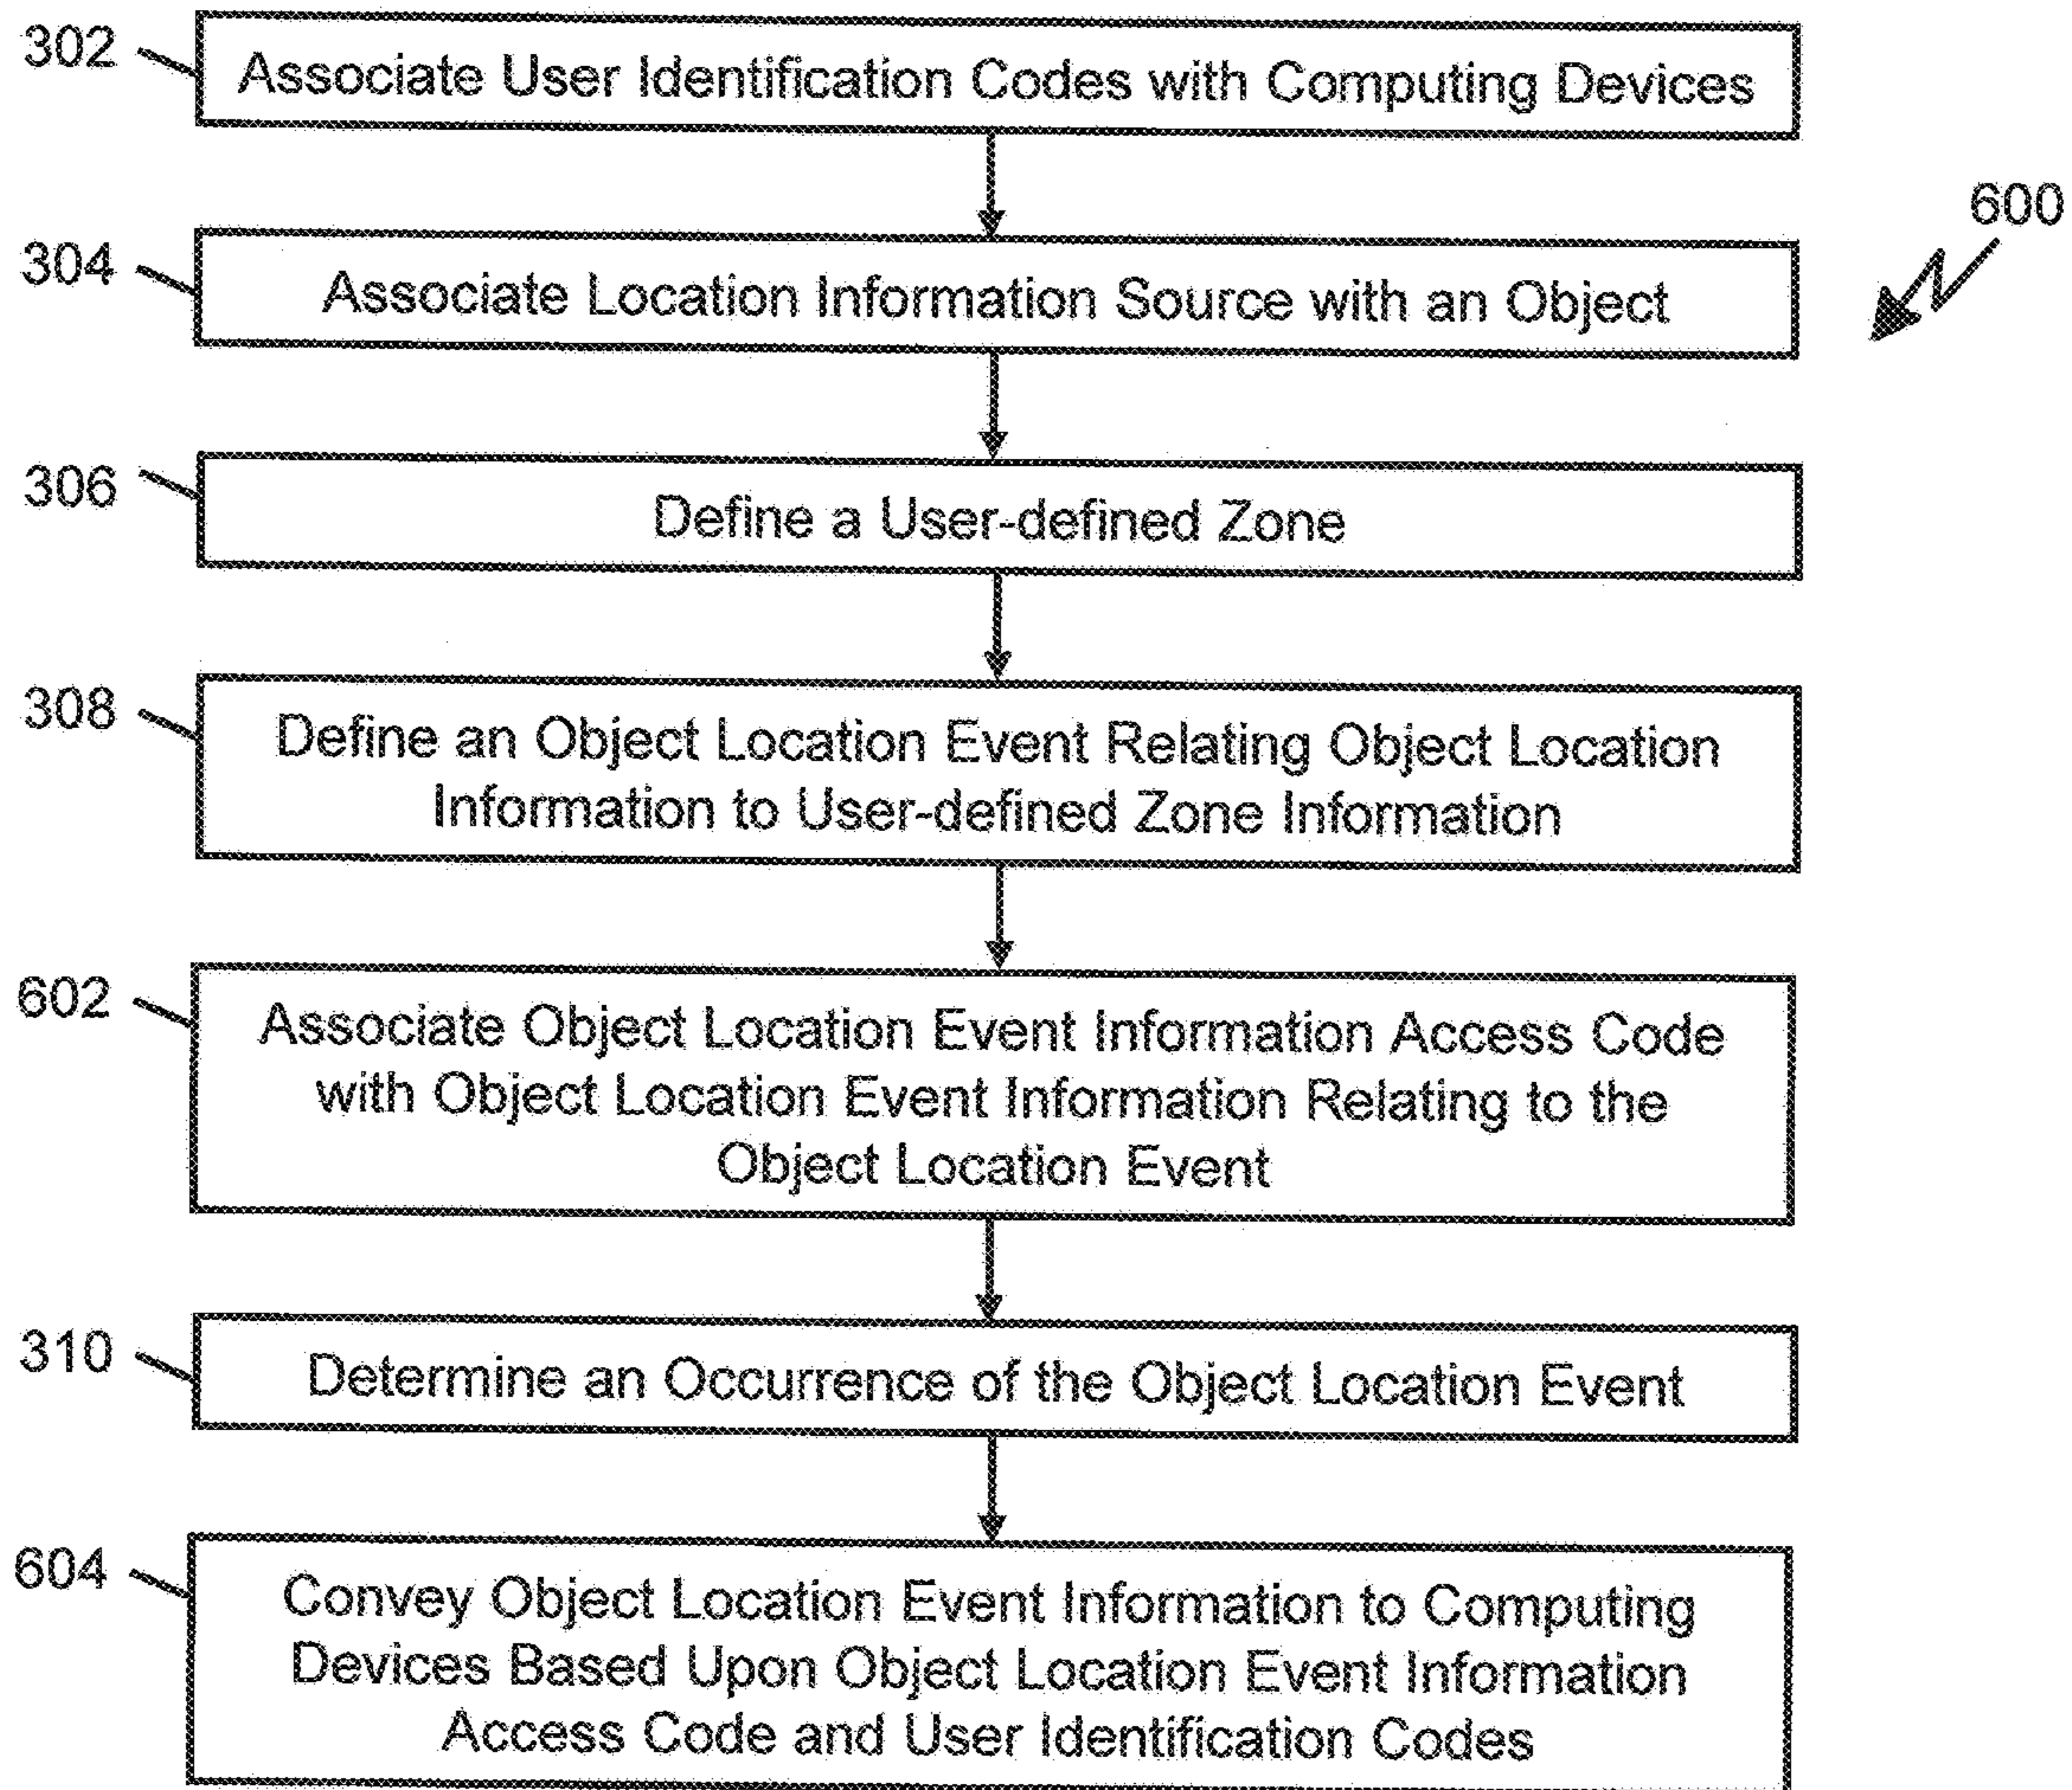 302
Associate User Identification Codes with Computing Devices
600
304
Associate Location Information Source with an Object
306
Define a User-defined Zone
308
Define an Object Location Event Relating Object Location
Information to User-defined Zone Information
602
Associate Object Location Event Information Access Code
with Object Location Event Information Relating to the
Object Location Event
310
Determine an Occurrence of the Object Location Event
604
Convey Object Location Event Information to Computing
Devices Based Upon Object Location Event Information
Access Code and User Identification Codes